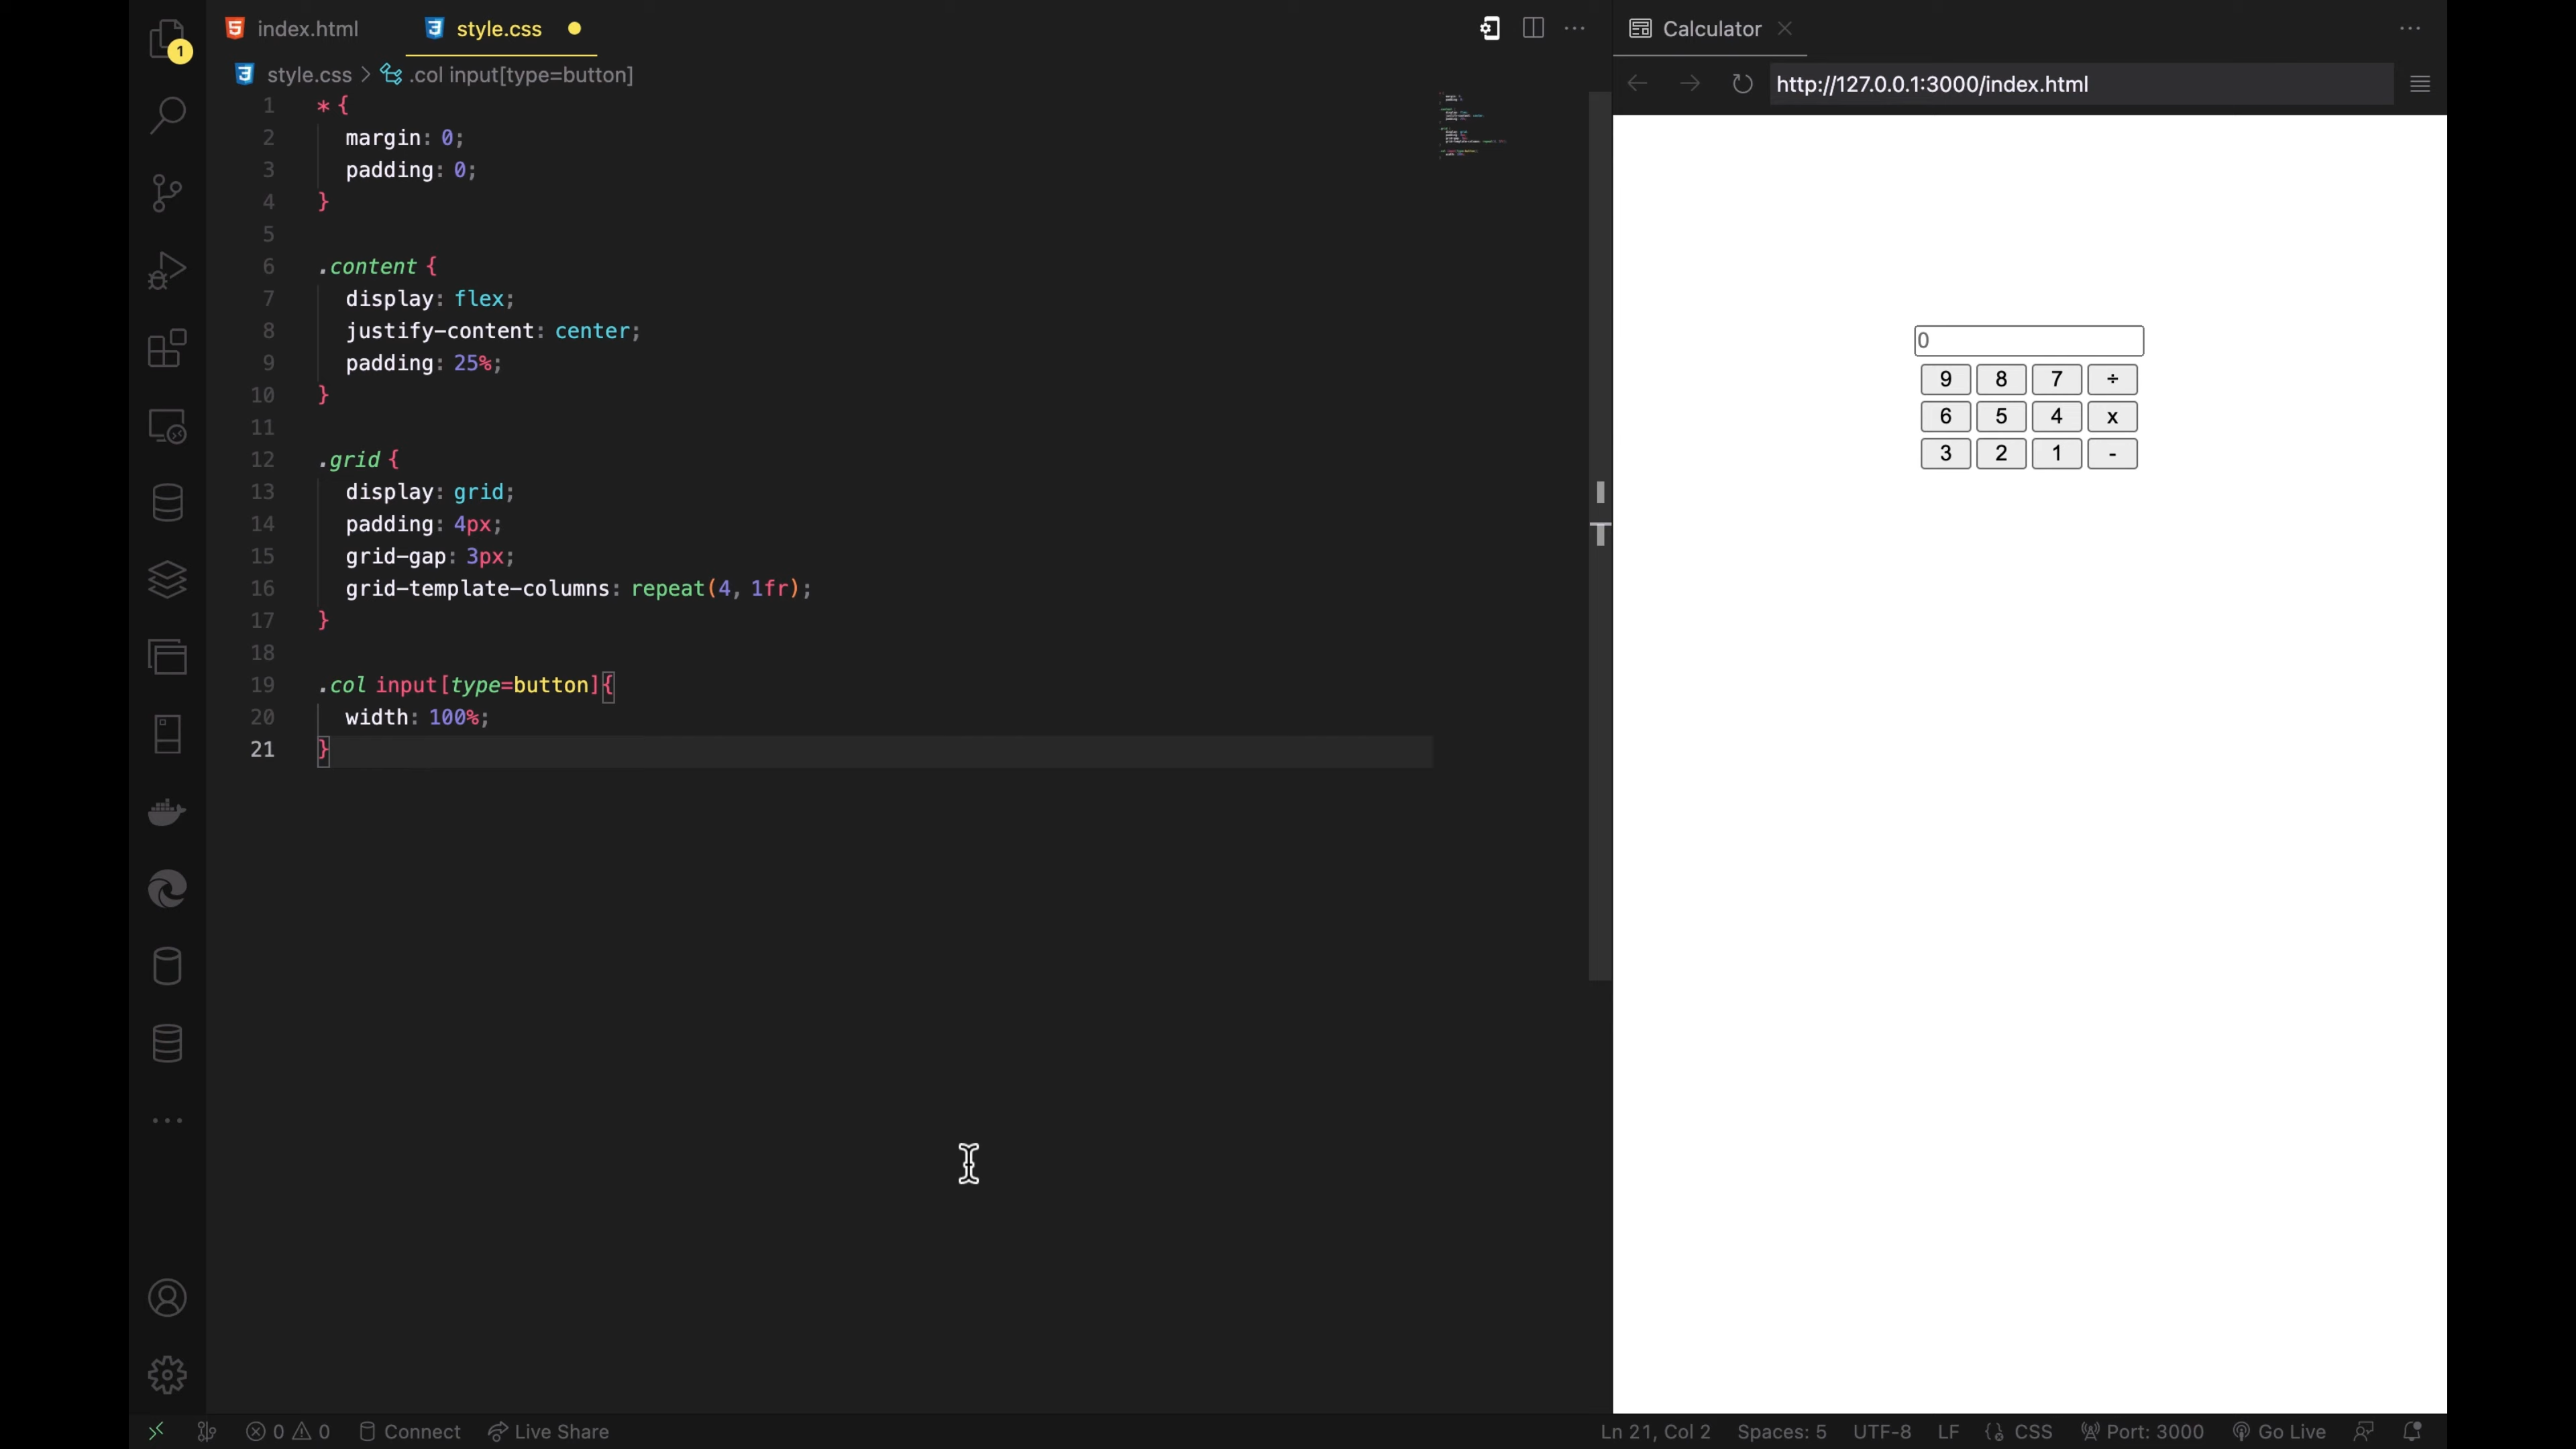 index.html
style.css
Calculator
1
style.css > .col input[type=button]
http://127.0.0.1:3000/index.html
1 * {
2 margin: 0;
3 padding: 0;
4 }
5
6 .content {
7 display: flex;
8 justify-content: center;
9 padding: 25%;
10 }
11
12 .grid {
13 display: grid;
14 padding: 4px;
15 grid-gap: 3px;
16 grid-template-columns: repeat(4, 1fr);
17 }
18
19 .col input[type=button]{
20 width: 100%;
21 }
0
9 8 7 ÷
6 5 4 x
3 2 1 -
0 0 Connect Live Share
Ln 21, Col 2 Spaces: 5 UTF-8 LF CSS Port: 3000 Go Live